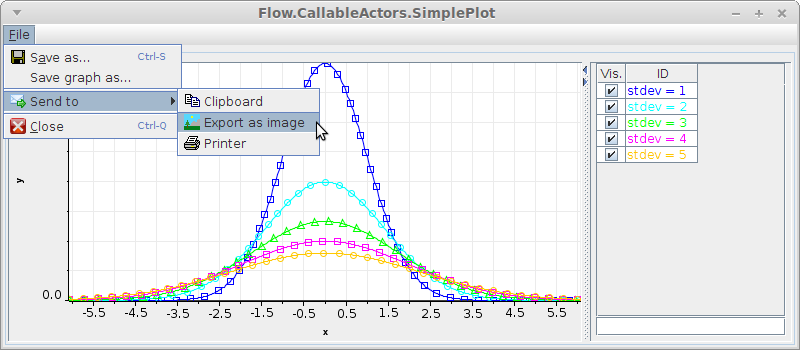 Flow.CallableActors.SimplePlot
File
Save as... Ctrl-S
Save graph as...
Send to
Close Ctrl-Q
Clipboard
Export as image
Printer
Vis. ID
stdev = 1
stdev = 2
stdev = 3
stdev = 4
stdev = 5
y
0.0
-5.5 -4.5 -3.5 -2.5 -1.5 -0.5 0.5 1.5 2.5 3.5 4.5 5.5
x